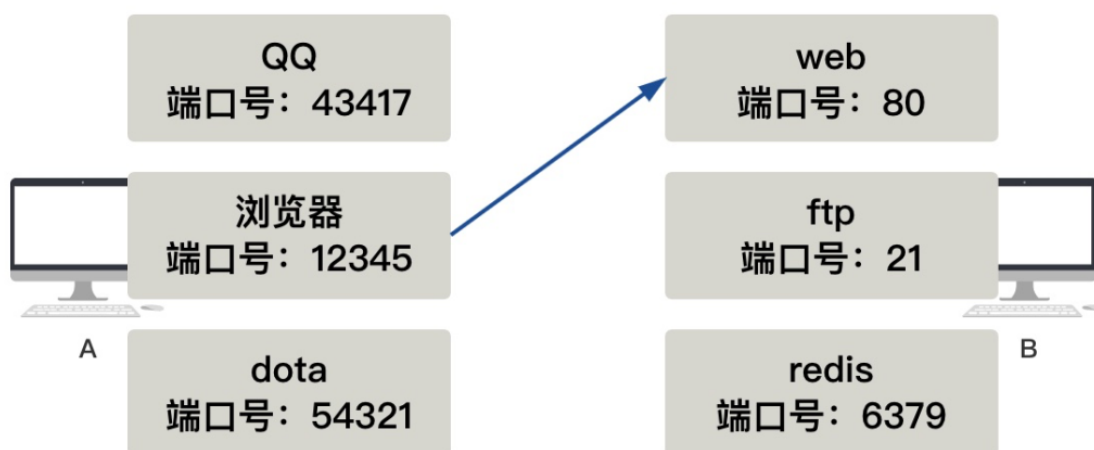 QQ
端口号：43417
web
端口号：80
浏览器
端口号：12345
ftp
端口号：21
A
B
dota
端口号：54321
redis
端口号：6379